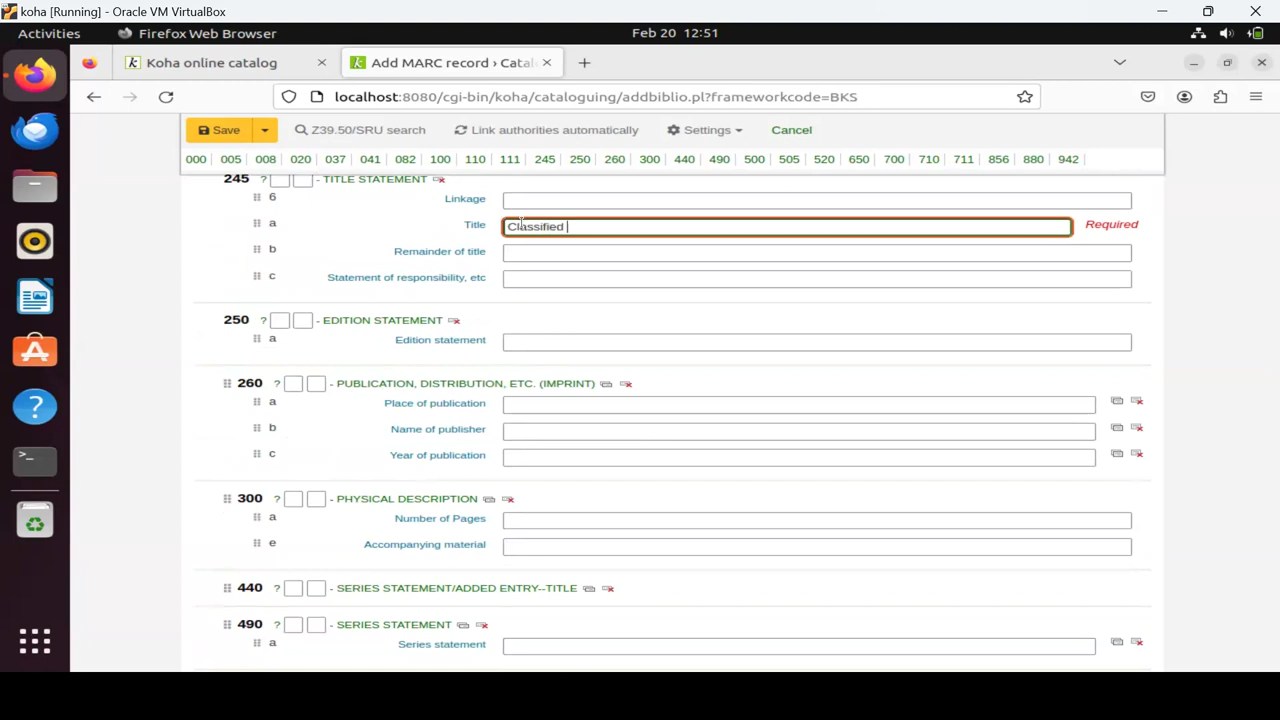 koha [Running] - Oracle VM VirtualBox
Activities Firefox Web Browser Feb 20 12:51
Koha online catalog Add MARC record › Catal
localhost:8080/cgi-bin/koha/cataloguing/addbiblio.pl?frameworkcode=BKS
Save Z39.50/SRU search Link authorities automatically Settings Cancel
000 005 008 020 037 041 082 100 110 111 245 250 260 300 440 490 500 505 520 650 700 710 711 856 880 942
245 ? - TITLE STATEMENT
6 Linkage
a Title Classified Required
b Remainder of title
c Statement of responsibility, etc
250 ? - EDITION STATEMENT
a Edition statement
260 ? - PUBLICATION, DISTRIBUTION, ETC. (IMPRINT)
a Place of publication
b Name of publisher
c Year of publication
300 ? - PHYSICAL DESCRIPTION
a Number of Pages
e Accompanying material
440 ? - SERIES STATEMENT/ADDED ENTRY--TITLE
490 ? - SERIES STATEMENT
a Series statement